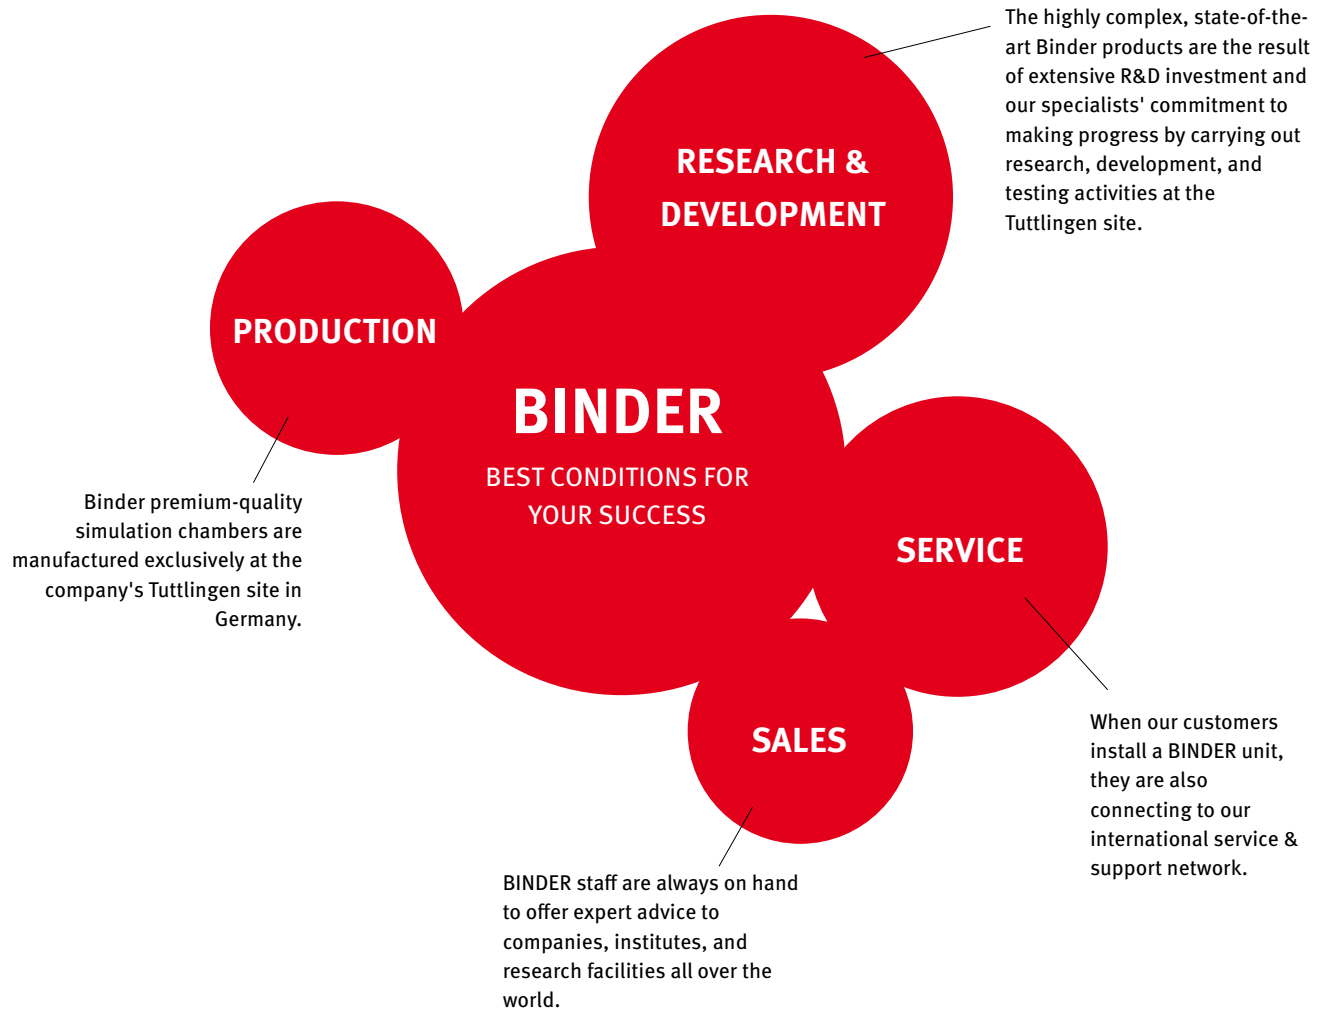 The highly complex, state-of-the-
art Binder products are the result
of extensive R&D investment and
our specialists' commitment to
making progress by carrying out
research, development, and
testing activities at the
Tuttlingen site.
RESEARCH &
DEVELOPMENT
PRODUCTION
BINDER
BEST CONDITIONS FOR
YOUR SUCCESS
Binder premium-quality
simulation chambers are
manufactured exclusively at the
company's Tuttlingen site in
Germany.
SERVICE
SALES
When our customers
install a BINDER unit,
they are also
connecting to our
international service &
support network.
BINDER staff are always on hand
to offer expert advice to
companies, institutes, and
research facilities all over the
world.